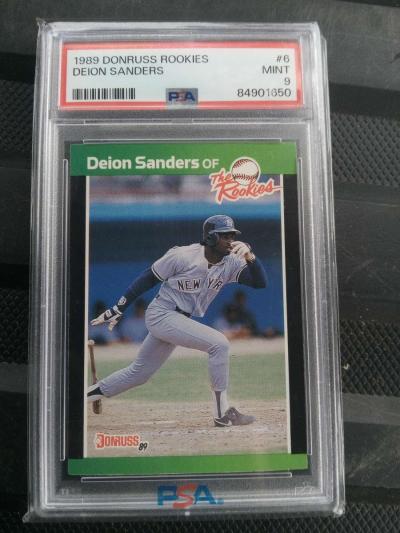 1989 DONRUSS ROOKIES #6
DEION SANDERS MINT
9
PSA 84901650
Deion Sanders OF
The
Rookies
NEW YORK
DONRUSS
89
PSA